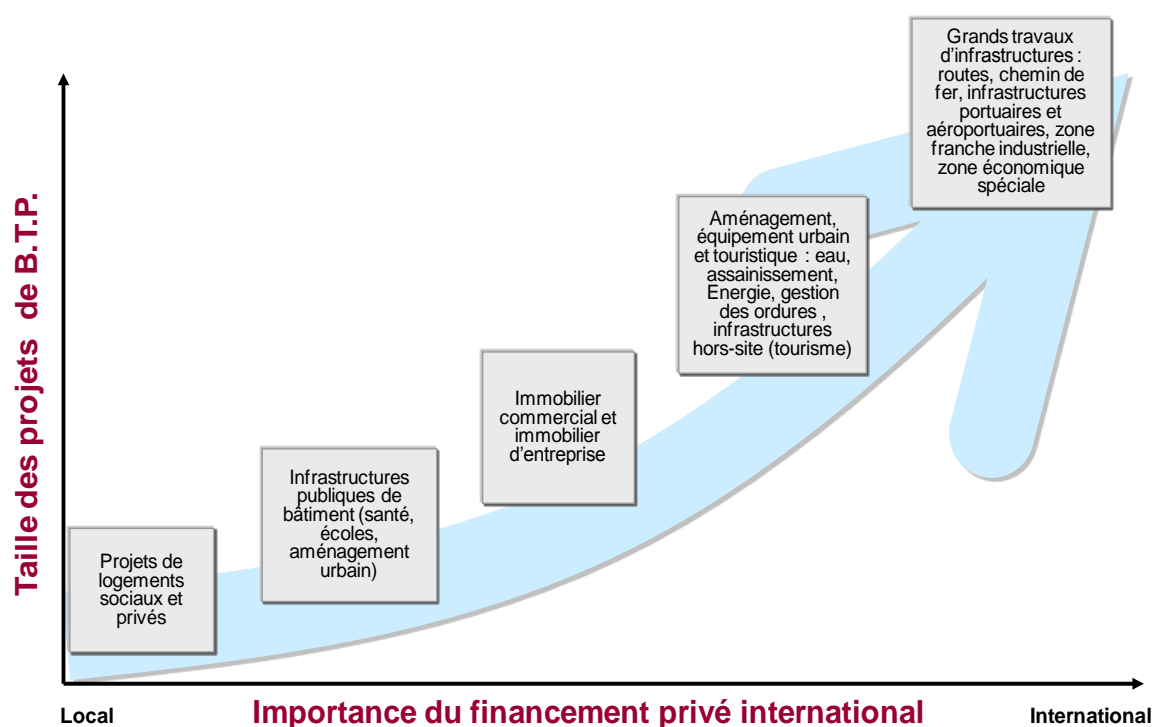 Grands travaux
d'infrastructures :
routes, chemin de
fer, infrastructures
portuaires et
aéroportuaires, zone
franche industrielle,
zone économique
spéciale
Aménagement,
équipement urbain
et touristique : eau,
assainissement,
Energie, gestion
des ordures ,
infrastructures
hors-site (tourisme)
Immobilier
commercial et
immobilier
d'entreprise
Infrastructures
publiques de
bâtiment (santé,
écoles,
aménagement
urbain)
Projets de
logements
sociaux et
privés
Taille des projets de B.T.P.
Local
Importance du financement privé international
International